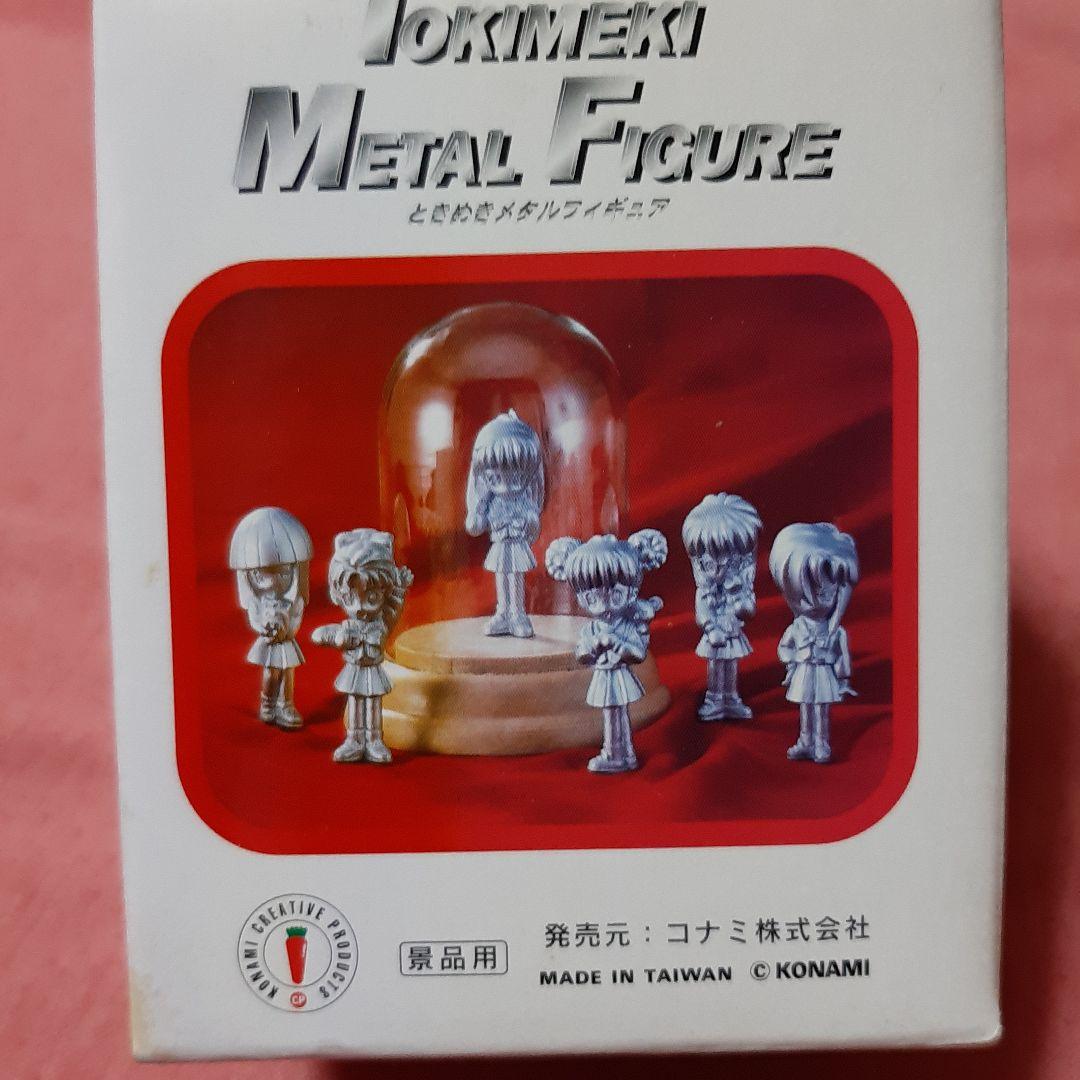 TOKIMEKI
METAL FIGURE
ときめきメタルフィギュア
KONAMI CREATIVE PRODUCTS
CP
景品用
発売元：コナミ株式会社
MADE IN TAIWAN © KONAMI